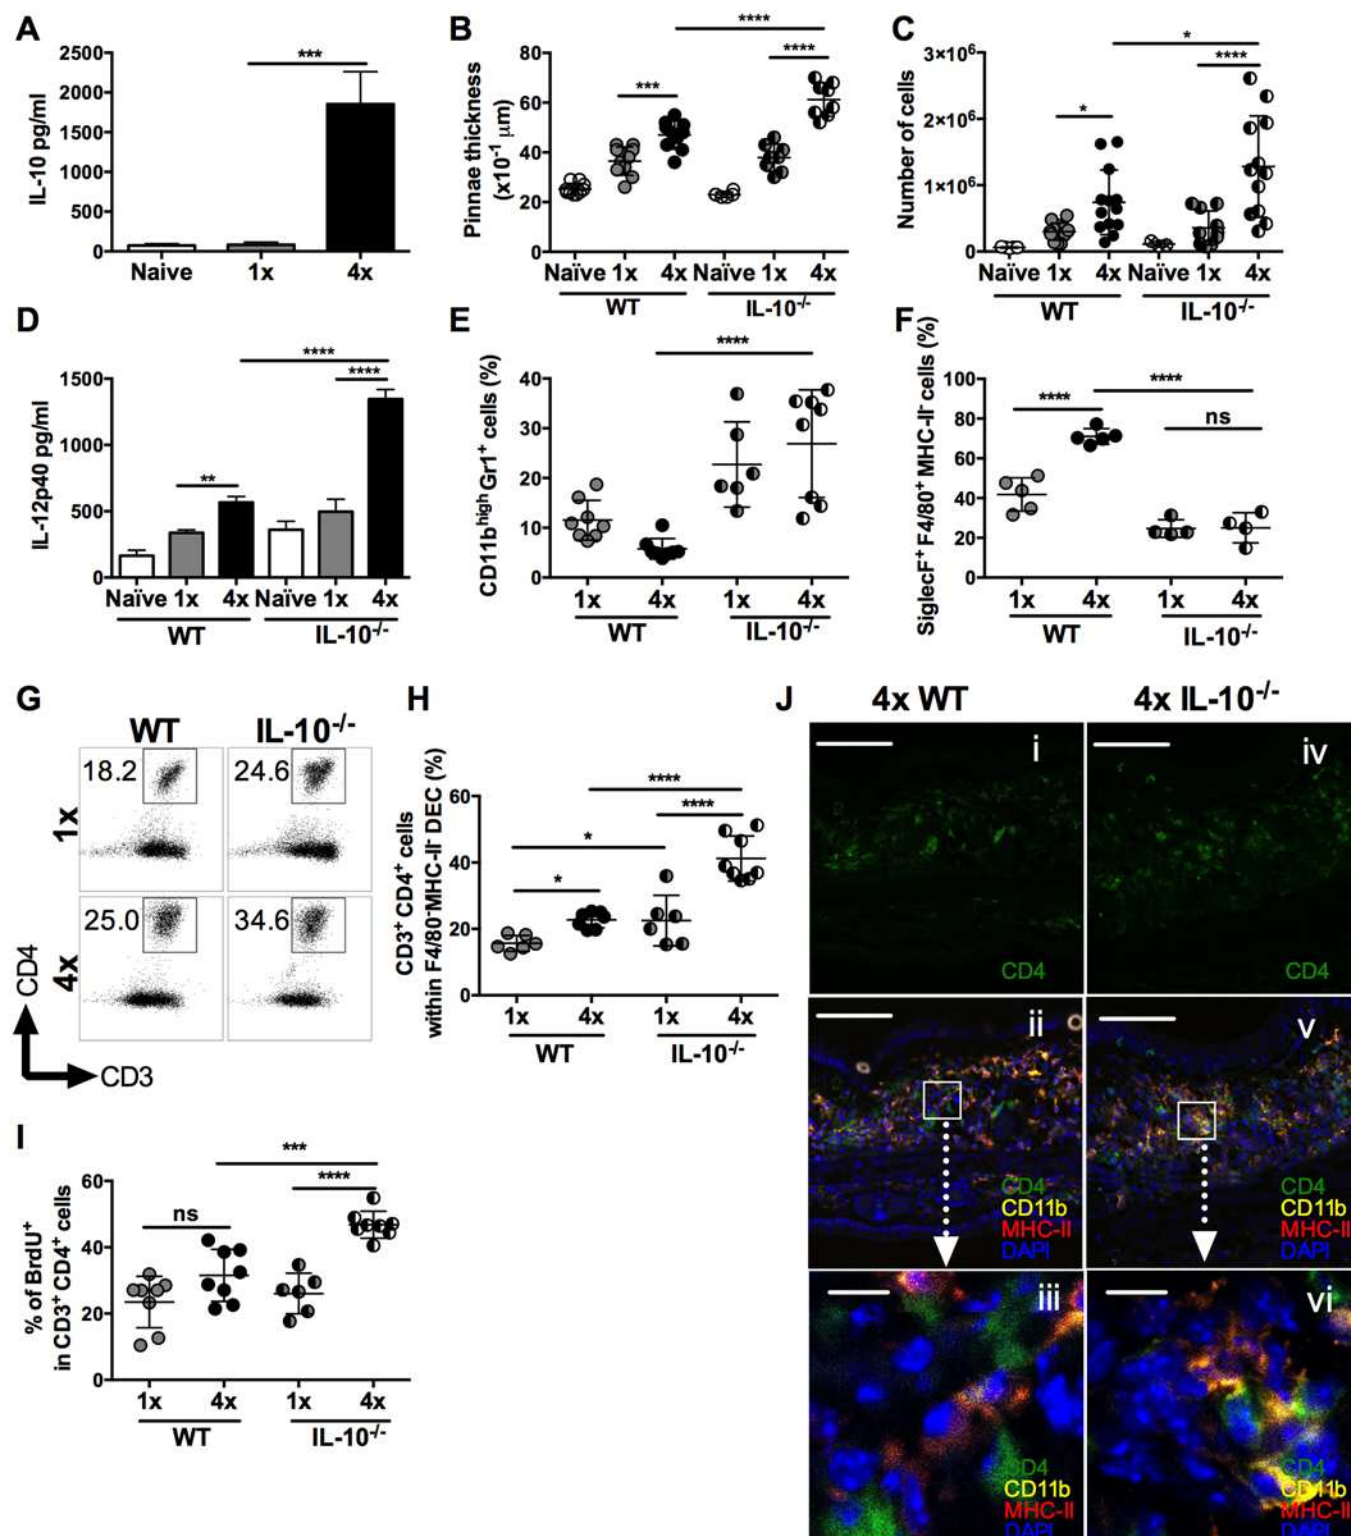 A
2500
2000
1500
1000
500
0
IL-10 pg/ml
***
Naive 1x 4x
B
80
60
40
20
0
Pinnae thickness
(x10⁻¹ µm)
***
****
****
Naïve 1x 4x Naïve 1x 4x
WT IL-10⁻/⁻
C
3×10⁶
2×10⁶
1×10⁶
0
Number of cells
*
****
*
Naïve 1x 4x Naïve 1x 4x
WT IL-10⁻/⁻
D
1500
1000
500
0
IL-12p40 pg/ml
**
****
****
Naïve 1x 4x Naïve 1x 4x
WT IL-10⁻/⁻
E
40
30
20
10
0
CD11bʰⁱᵍʰGr1⁺ cells (%)
****
1x 4x 1x 4x
WT IL-10⁻/⁻
F
100
80
60
40
20
0
SiglecF⁺ F4/80⁺ MHC-II⁻ cells (%)
****
****
ns
1x 4x 1x 4x
WT IL-10⁻/⁻
G
WT IL-10⁻/⁻
1x
18.2 24.6
4x
25.0 34.6
CD4
CD3
H
60
40
20
0
CD3⁺ CD4⁺ cells
within F4/80⁻MHC-II⁻ DEC (%)
****
****
*
*
1x 4x 1x 4x
WT IL-10⁻/⁻
I
60
40
20
0
% of BrdU⁺
in CD3⁺ CD4⁺ cells
***
****
ns
1x 4x 1x 4x
WT IL-10⁻/⁻
J
4x WT 4x IL-10⁻/⁻
i
CD4
iv
CD4
ii
CD4
CD11b
MHC-II
DAPI
v
CD4
CD11b
MHC-II
DAPI
iii
CD4
CD11b
MHC-II
DAPI
vi
CD4
CD11b
MHC-II
DAPI